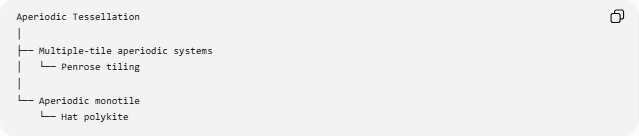 Aperiodic Tessellation
│
├── Multiple-tile aperiodic systems
│   └── Penrose tiling
│
└── Aperiodic monotile
    └── Hat polykite